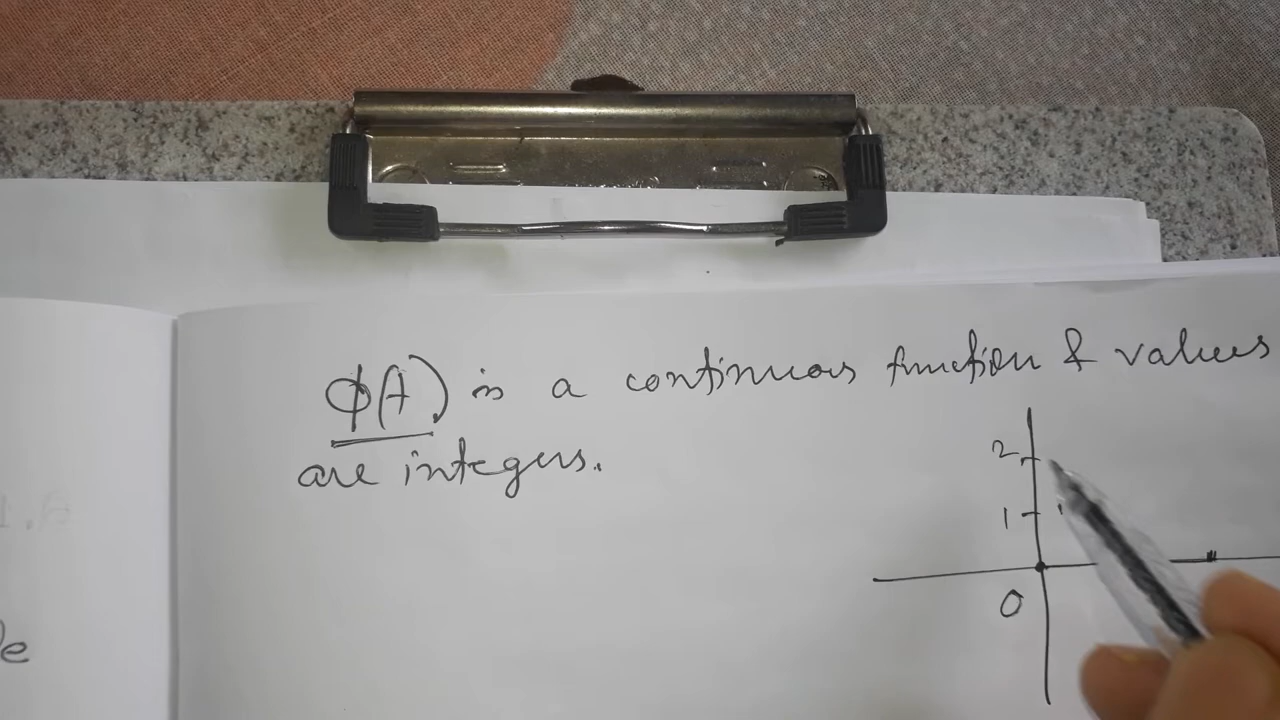 ϕ(A) is a continuous function & values
are integers.
2
1
0